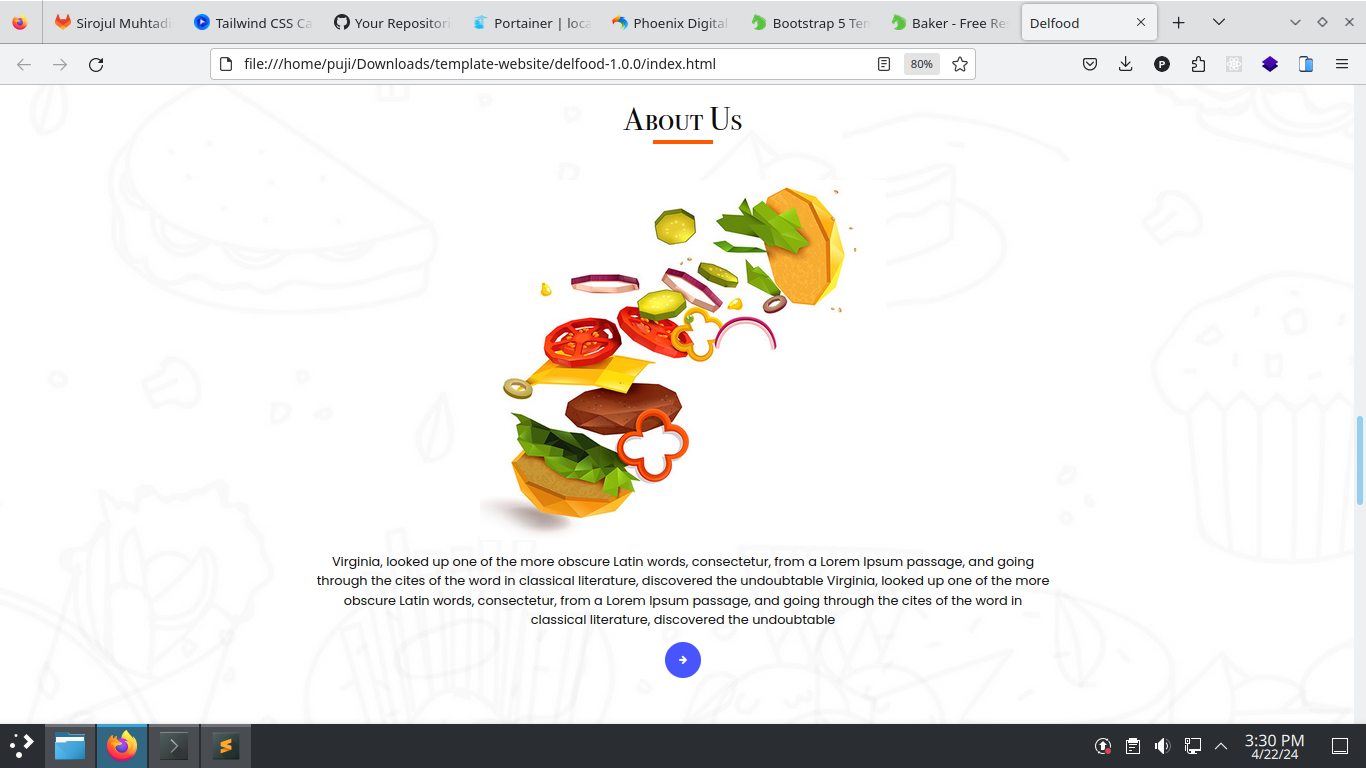 Sirojul Muhtadi
Tailwind CSS Ca
Your Repositori
Portainer | loca
Phoenix Digital
Bootstrap 5 Ten
Baker - Free Re
Delfood
file:///home/puji/Downloads/template-website/delfood-1.0.0/index.html
80%
P
About Us
Virginia, looked up one of the more obscure Latin words, consectetur, from a Lorem Ipsum passage, and going
through the cites of the word in classical literature, discovered the undoubtable Virginia, looked up one of the more
obscure Latin words, consectetur, from a Lorem Ipsum passage, and going through the cites of the word in
classical literature, discovered the undoubtable
3:30 PM
4/22/24